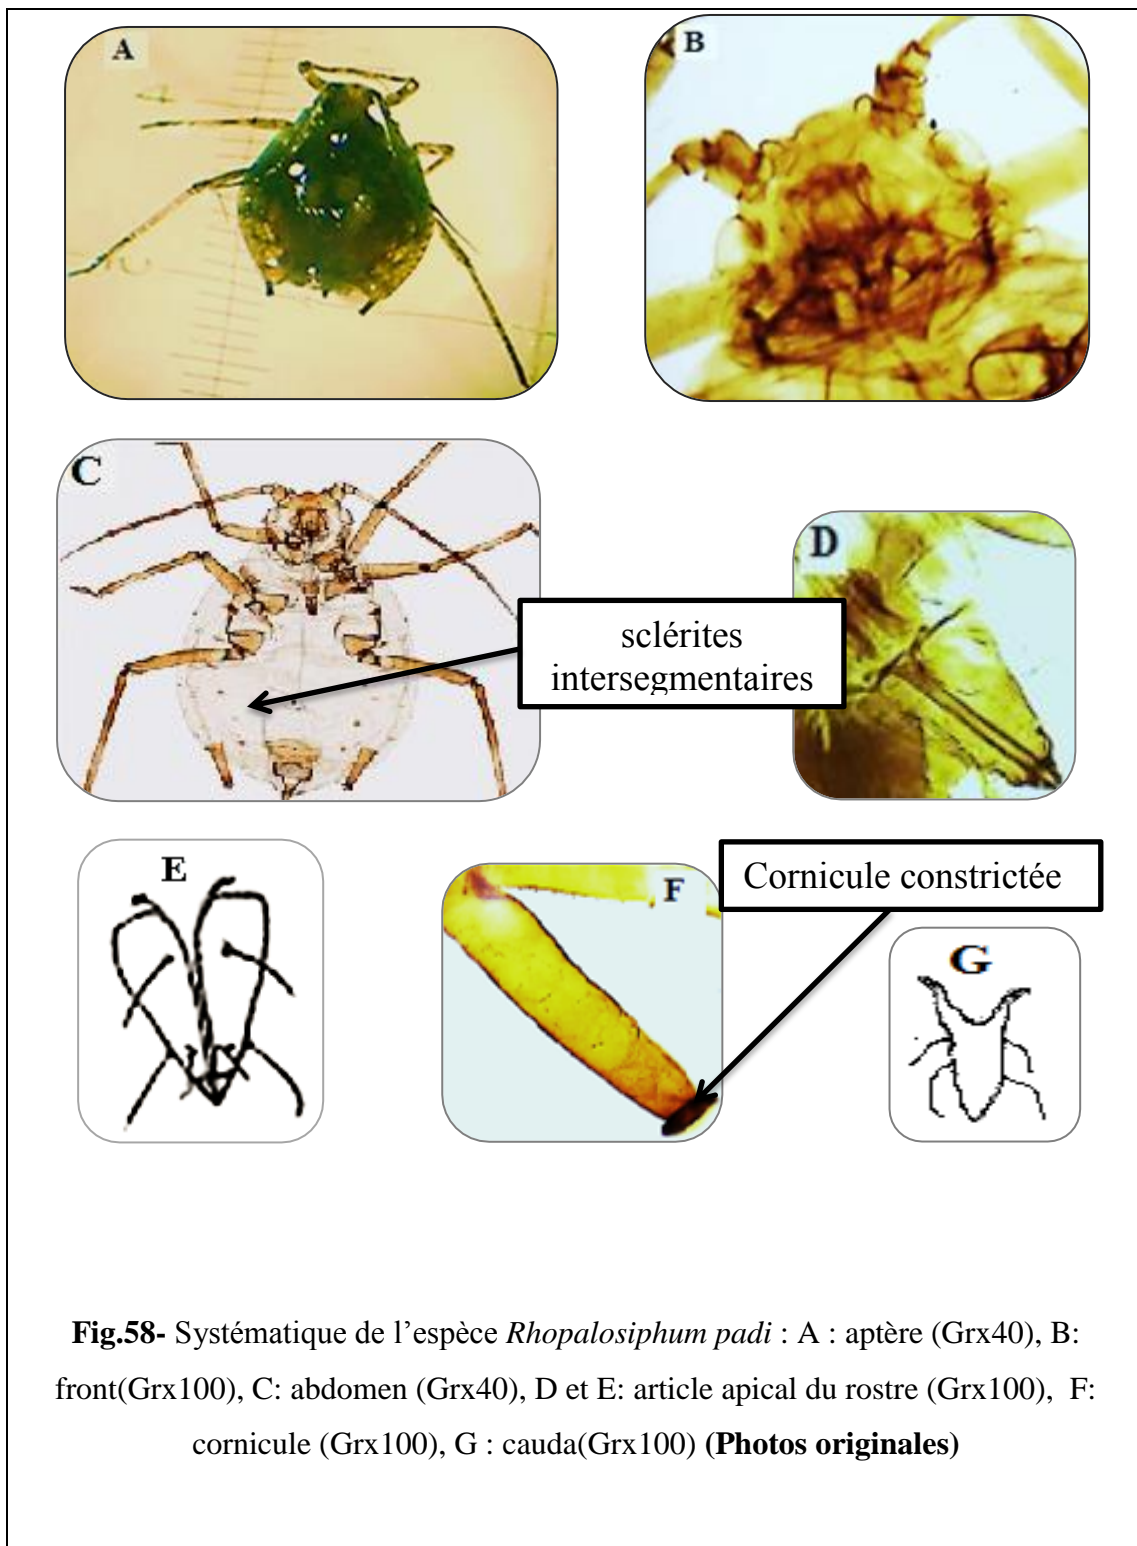 A
B
C
D
sclérites
intersegmentaires
E
F
Cornicule constrictée
G
Fig.58- Systématique de l’espèce Rhopalosiphum padi : A : aptère (Grx40), B:
front(Grx100), C: abdomen (Grx40), D et E: article apical du rostre (Grx100), F:
cornicule (Grx100), G : cauda(Grx100) (Photos originales)